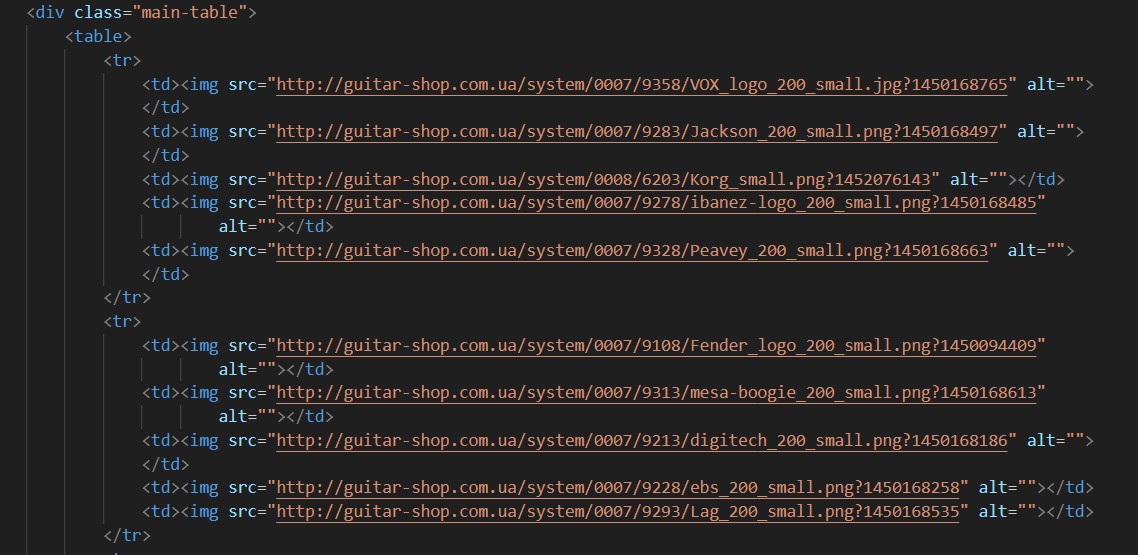 <div class="main-table">
<table>
<tr>
<td><img src="http://guitar-shop.com.ua/system/0007/9358/VOX_logo_200_small.jpg?1450168765" alt="">
</td>
<td><img src="http://guitar-shop.com.ua/system/0007/9283/Jackson_200_small.png?1450168497" alt="">
</td>
<td><img src="http://guitar-shop.com.ua/system/0008/6203/Korg_small.png?1452076143" alt=""></td>
<td><img src="http://guitar-shop.com.ua/system/0007/9278/ibanez-logo_200_small.png?1450168485"
alt=""></td>
<td><img src="http://guitar-shop.com.ua/system/0007/9328/Peavey_200_small.png?1450168663" alt="">
</td>
</tr>
<tr>
<td><img src="http://guitar-shop.com.ua/system/0007/9108/Fender_logo_200_small.png?1450094409"
alt=""></td>
<td><img src="http://guitar-shop.com.ua/system/0007/9313/mesa-boogie_200_small.png?1450168613"
alt=""></td>
<td><img src="http://guitar-shop.com.ua/system/0007/9213/digitech_200_small.png?1450168186" alt="">
</td>
<td><img src="http://guitar-shop.com.ua/system/0007/9228/ebs_200_small.png?1450168258" alt=""></td>
<td><img src="http://guitar-shop.com.ua/system/0007/9293/Lag_200_small.png?1450168535" alt=""></td>
</tr>